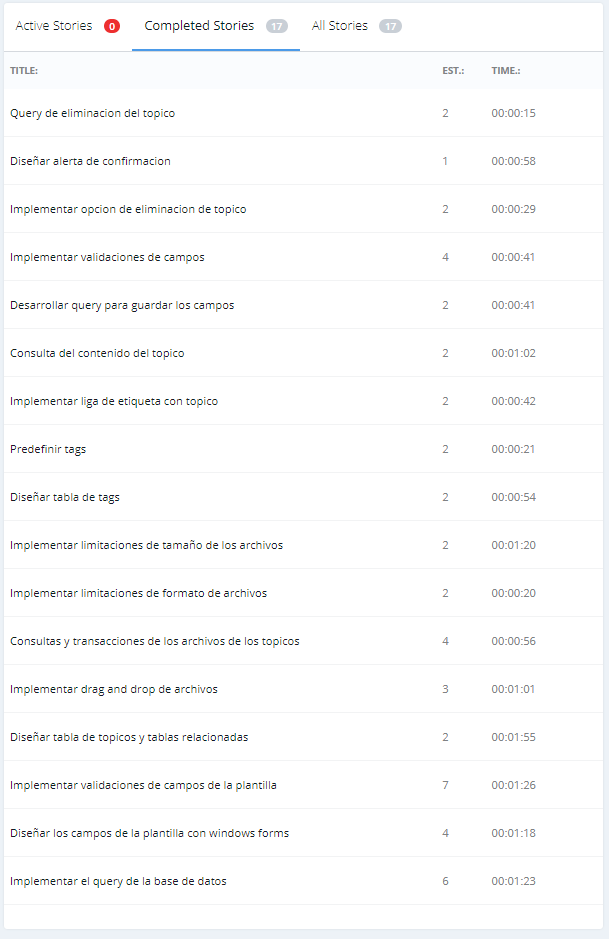 Active Stories 0 Completed Stories 17 All Stories 17
TITLE: EST.: TIME.:
Query de eliminacion del topico 2 00:00:15
Diseñar alerta de confirmacion 1 00:00:58
Implementar opcion de eliminacion de topico 2 00:00:29
Implementar validaciones de campos 4 00:00:41
Desarrollar query para guardar los campos 2 00:00:41
Consulta del contenido del topico 2 00:01:02
Implementar liga de etiqueta con topico 2 00:00:42
Predefinir tags 2 00:00:21
Diseñar tabla de tags 2 00:00:54
Implementar limitaciones de tamaño de los archivos 2 00:01:20
Implementar limitaciones de formato de archivos 2 00:00:20
Consultas y transacciones de los archivos de los topicos 4 00:00:56
Implementar drag and drop de archivos 3 00:01:01
Diseñar tabla de topicos y tablas relacionadas 2 00:01:55
Implementar validaciones de campos de la plantilla 7 00:01:26
Diseñar los campos de la plantilla con windows forms 4 00:01:18
Implementar el query de la base de datos 6 00:01:23